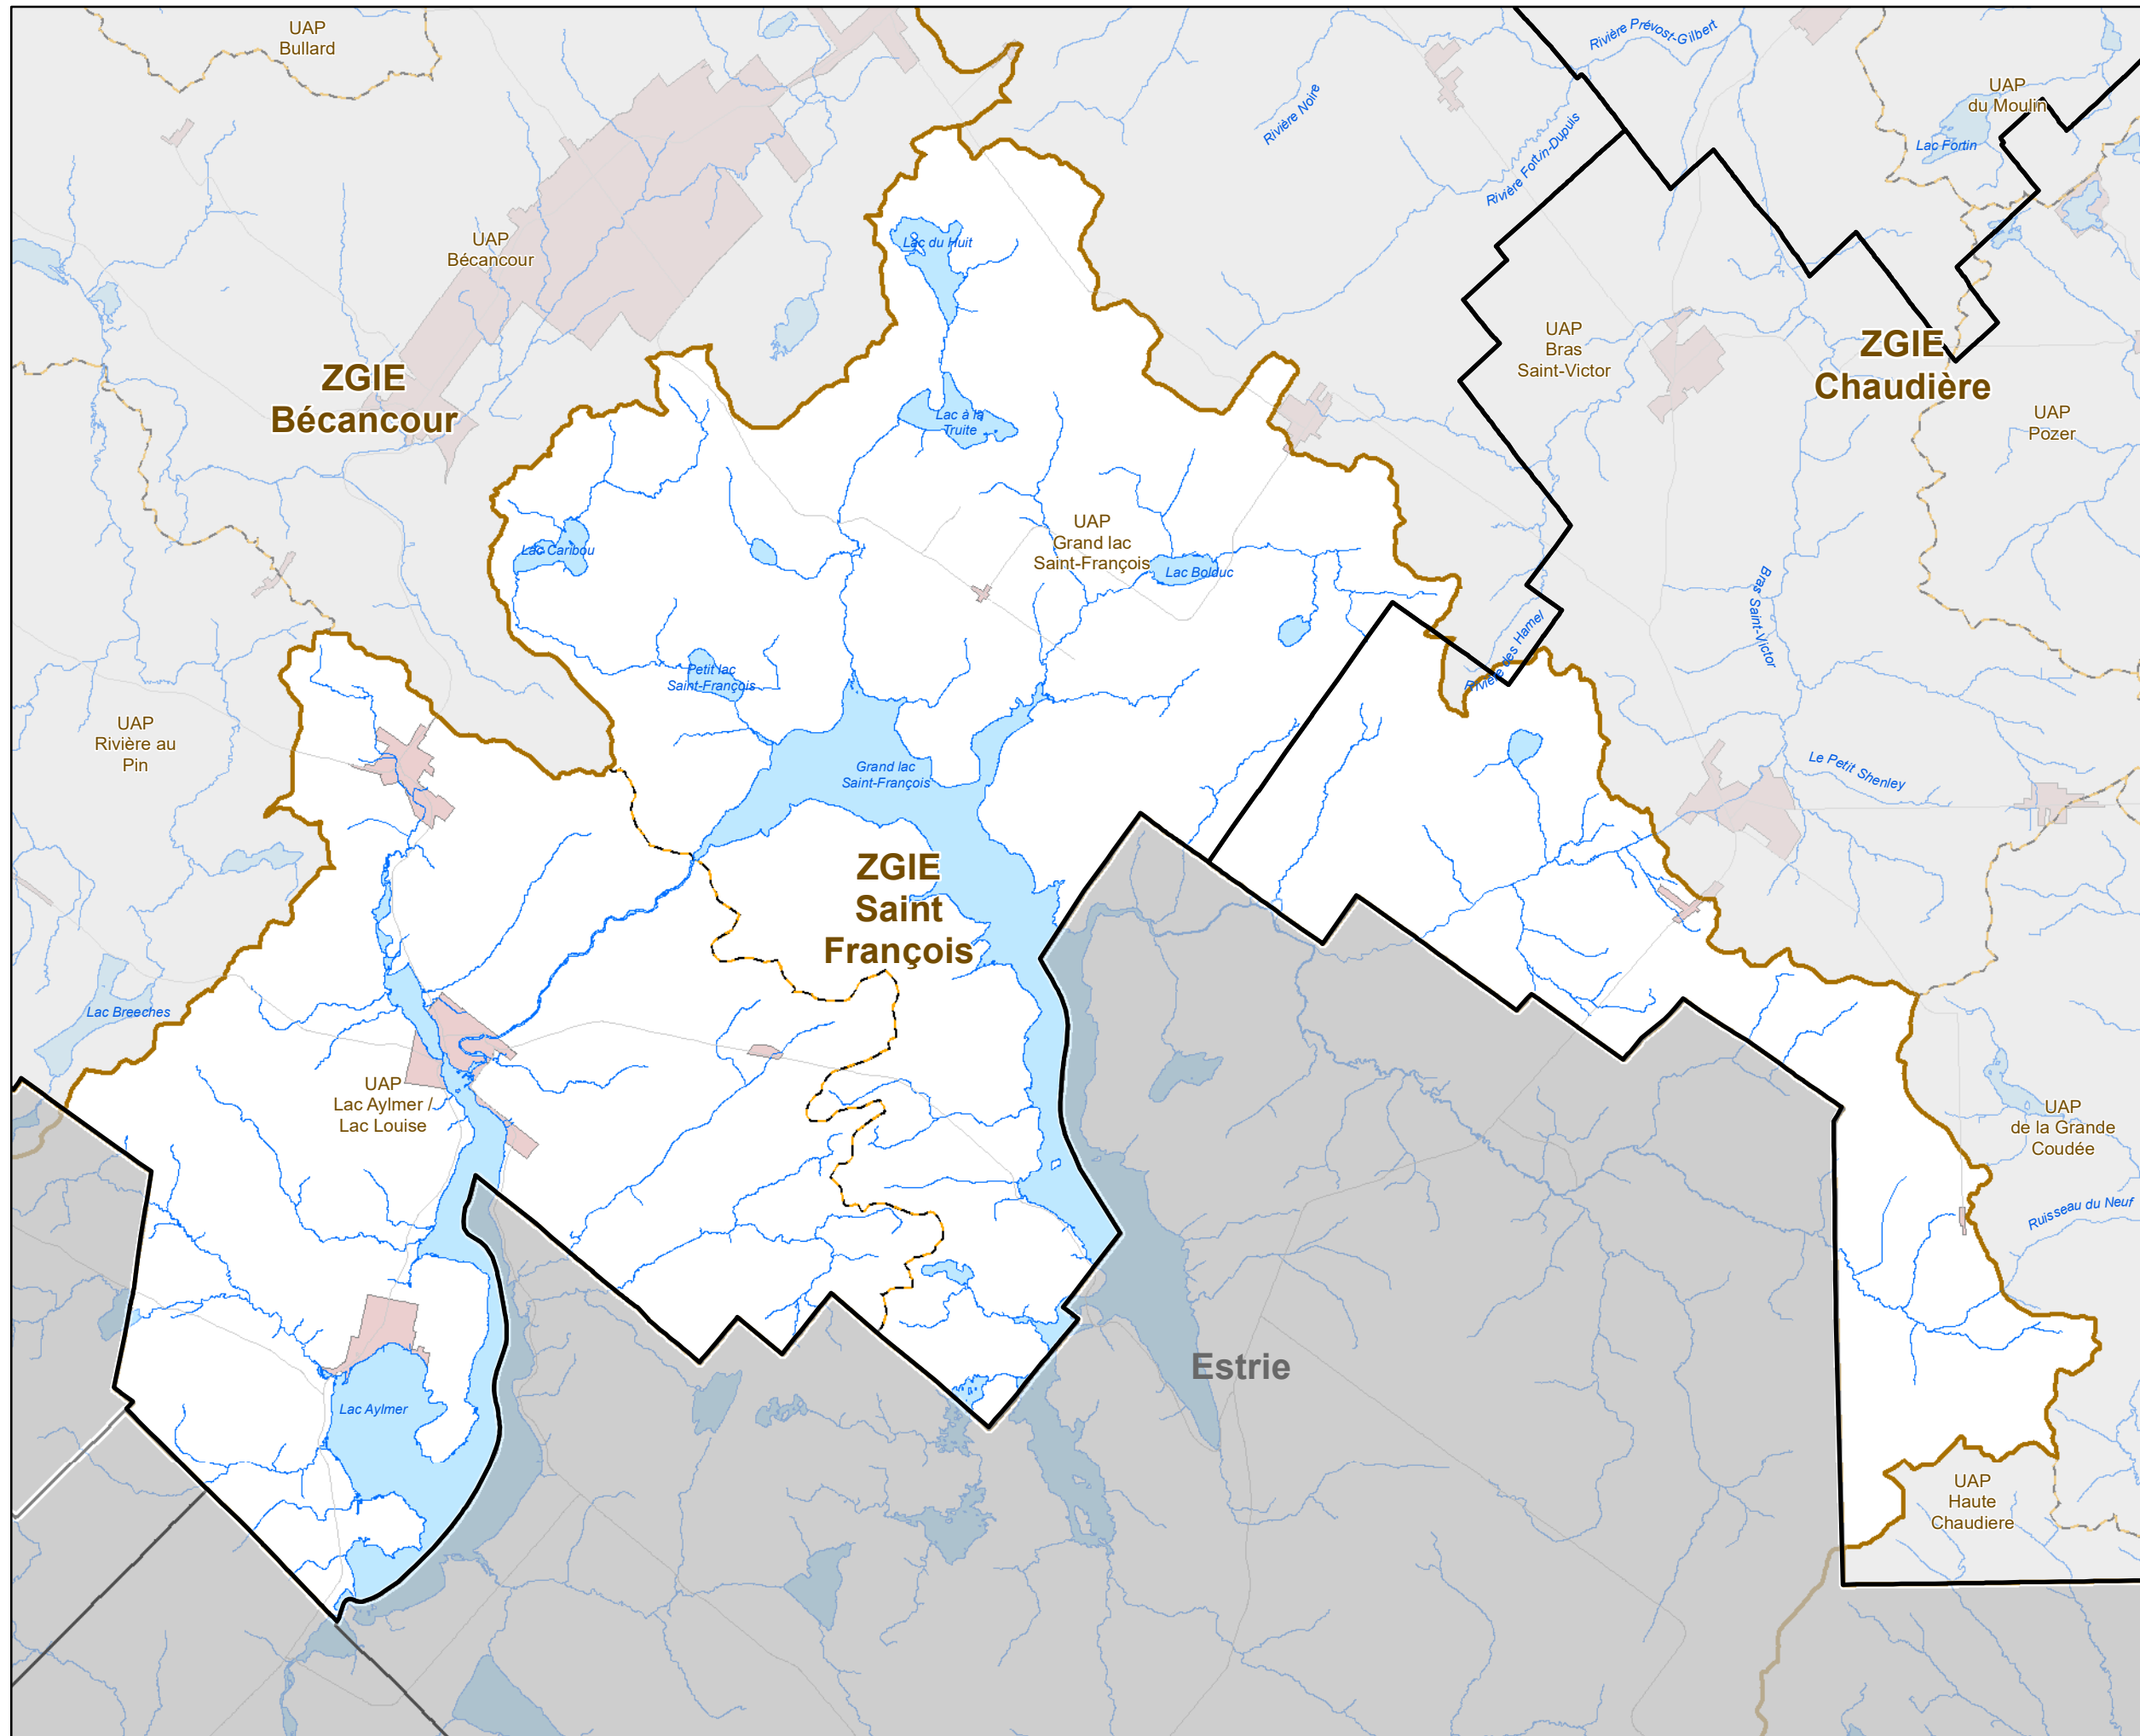 UAP
Bullard
Rivière Prévost-Gilbert
UAP
du Moulin
Rivière Noire
Rivière Fortin-Dupuis
Lac Fortin
UAP
Bécancour
Lac du Huit
ZGIE
Bécancour
UAP
Bras
Saint-Victor
ZGIE
Chaudière
UAP
Pozer
Lac à la
Truite
Lac Caribou
UAP
Grand lac
Saint-François
Lac Bolduc
Bras Saint-Victor
Rivière des Hamel
Petit lac
Saint-François
UAP
Rivière au
Pin
Grand lac
Saint-François
Le Petit Shenley
ZGIE
Saint
François
Lac Breeches
UAP
Lac Aylmer /
Lac Louise
UAP
de la Grande
Coudée
Ruisseau du Neuf
Estrie
Lac Aylmer
UAP
Haute
Chaudiere